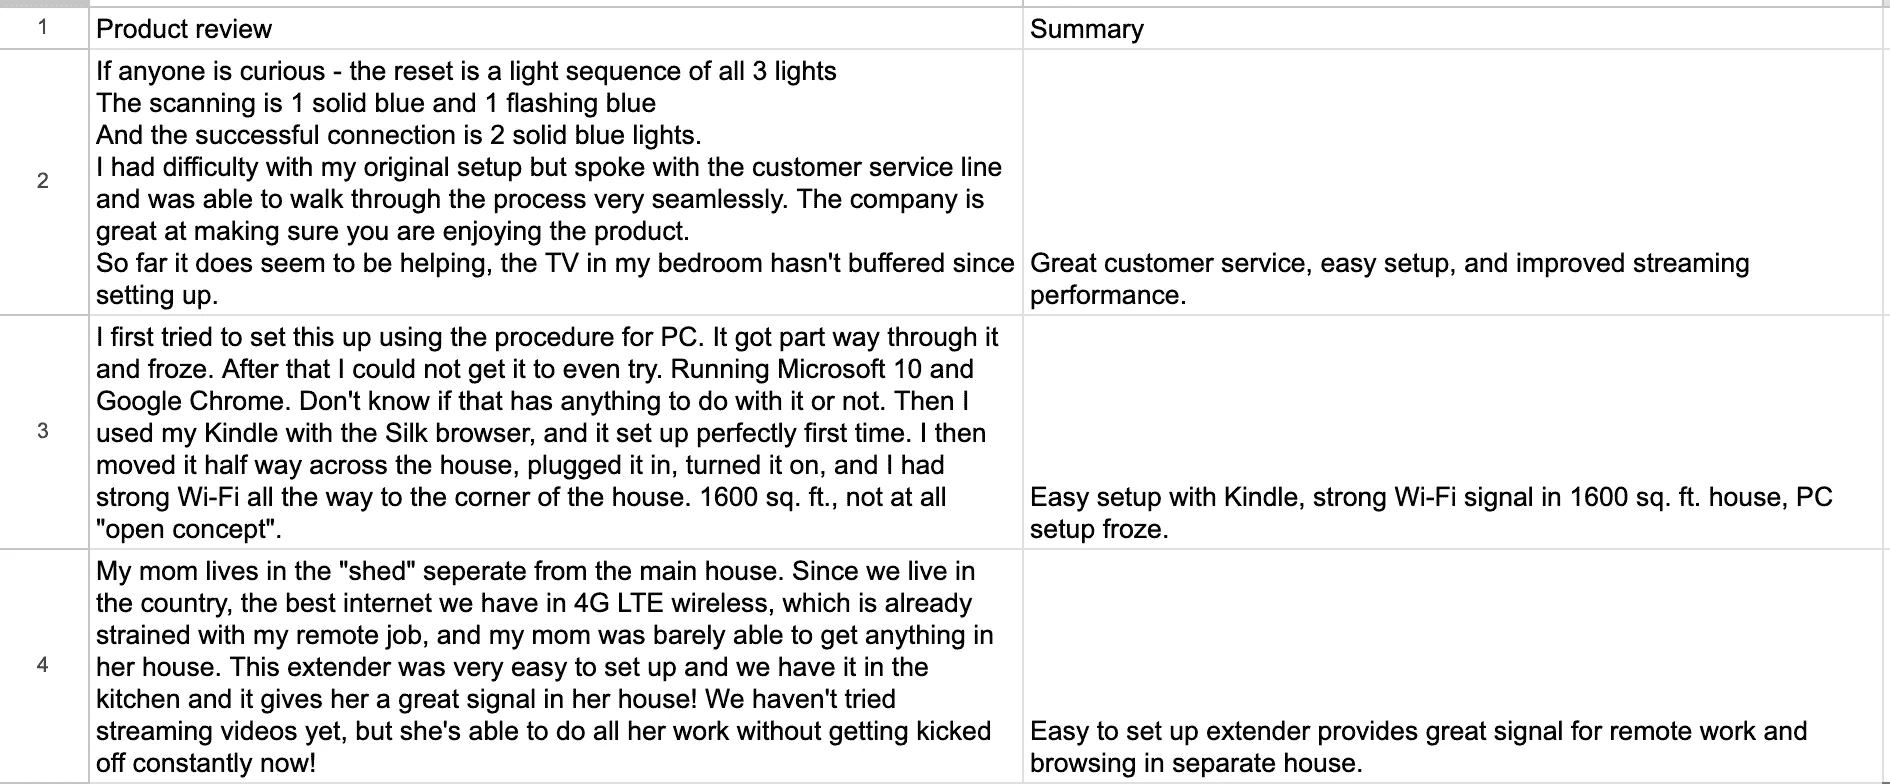 1 Product review Summary
2
If anyone is curious - the reset is a light sequence of all 3 lights
The scanning is 1 solid blue and 1 flashing blue
And the successful connection is 2 solid blue lights.
I had difficulty with my original setup but spoke with the customer service line
and was able to walk through the process very seamlessly. The company is
great at making sure you are enjoying the product.
So far it does seem to be helping, the TV in my bedroom hasn't buffered since
setting up.
Great customer service, easy setup, and improved streaming
performance.
3
I first tried to set this up using the procedure for PC. It got part way through it
and froze. After that I could not get it to even try. Running Microsoft 10 and
Google Chrome. Don't know if that has anything to do with it or not. Then I
used my Kindle with the Silk browser, and it set up perfectly first time. I then
moved it half way across the house, plugged it in, turned it on, and I had
strong Wi-Fi all the way to the corner of the house. 1600 sq. ft., not at all
"open concept".
Easy setup with Kindle, strong Wi-Fi signal in 1600 sq. ft. house, PC
setup froze.
4
My mom lives in the "shed" seperate from the main house. Since we live in
the country, the best internet we have in 4G LTE wireless, which is already
strained with my remote job, and my mom was barely able to get anything in
her house. This extender was very easy to set up and we have it in the
kitchen and it gives her a great signal in her house! We haven't tried
streaming videos yet, but she's able to do all her work without getting kicked
off constantly now!
Easy to set up extender provides great signal for remote work and
browsing in separate house.